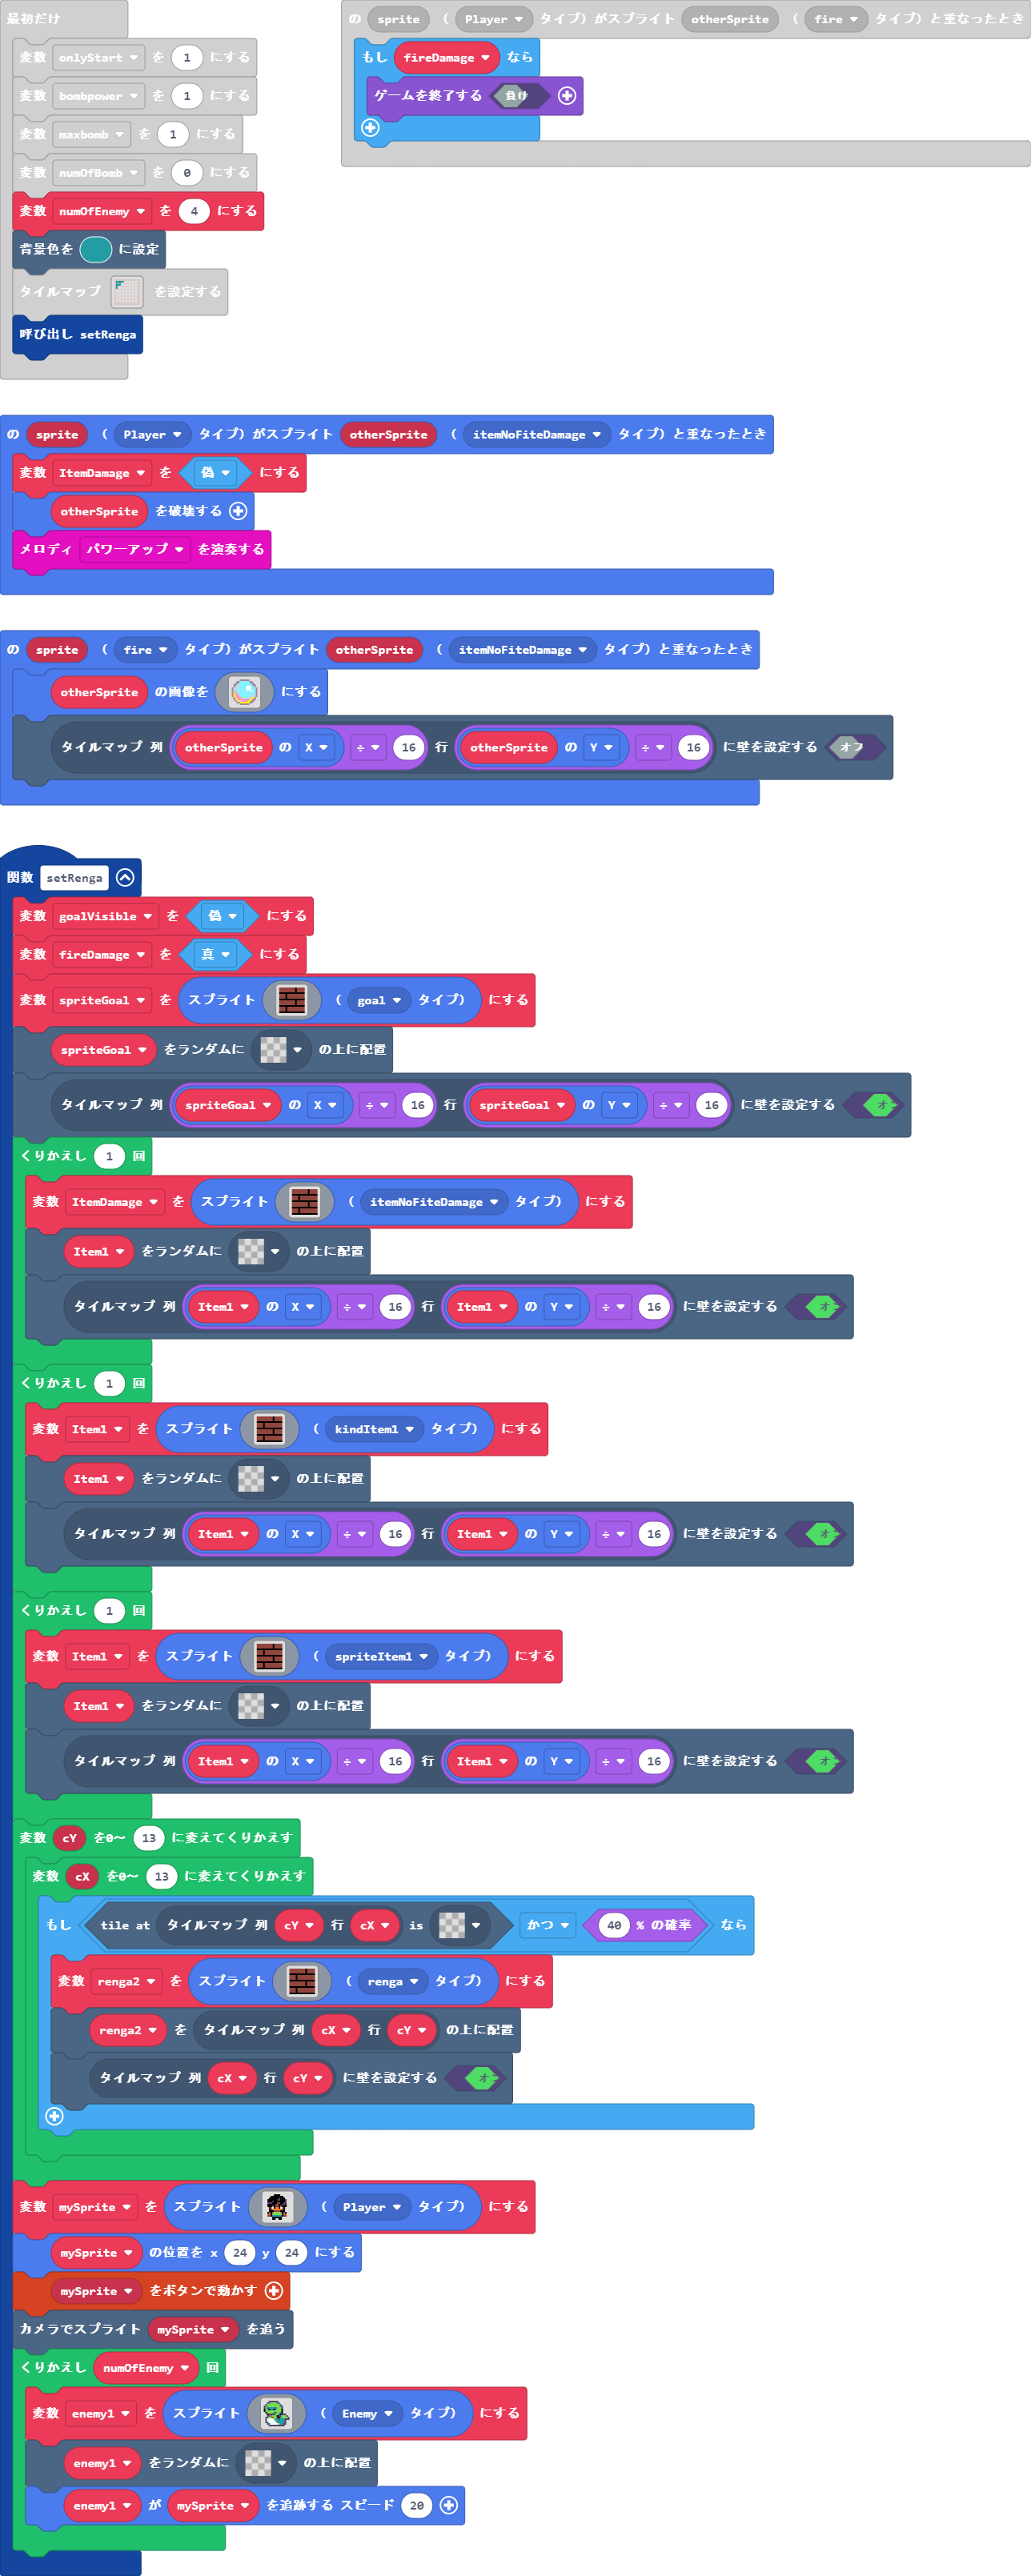 最初だけ
変数 onlyStart を 1 にする
変数 bombpower を 1 にする
変数 maxbomb を 1 にする
変数 numOfBomb を 0 にする
変数 numOfEnemy を 4 にする
背景色を に設定
タイルマップ を設定する
呼び出し setRenga
の sprite ( Player タイプ) がスプライト otherSprite ( fire タイプ) と重なったとき
もし fireDamage なら
ゲームを終了する 負け
の sprite ( Player タイプ) がスプライト otherSprite ( itemNoFiteDamage タイプ) と重なったとき
変数 ItemDamage を 偽 にする
otherSprite を破壊する
メロディ パワーアップ を演奏する
の sprite ( fire タイプ) がスプライト otherSprite ( itemNoFiteDamage タイプ) と重なったとき
otherSprite の画像を にする
タイルマップ 列 otherSprite の X ÷ 16 行 otherSprite の Y ÷ 16 に壁を設定する オフ
関数 setRenga
変数 goalVisible を 偽 にする
変数 fireDamage を 真 にする
変数 spriteGoal を スプライト ( goal タイプ) にする
spriteGoal をランダムに の上に配置
タイルマップ 列 spriteGoal の X ÷ 16 行 spriteGoal の Y ÷ 16 に壁を設定する オ
くりかえし 1 回
変数 ItemDamage を スプライト ( itemNoFiteDamage タイプ) にする
Item1 をランダムに の上に配置
タイルマップ 列 Item1 の X ÷ 16 行 Item1 の Y ÷ 16 に壁を設定する オ
くりかえし 1 回
変数 Item1 を スプライト ( kindItem1 タイプ) にする
Item1 をランダムに の上に配置
タイルマップ 列 Item1 の X ÷ 16 行 Item1 の Y ÷ 16 に壁を設定する オ
くりかえし 1 回
変数 Item1 を スプライト ( spriteItem1 タイプ) にする
Item1 をランダムに の上に配置
タイルマップ 列 Item1 の X ÷ 16 行 Item1 の Y ÷ 16 に壁を設定する オ
変数 cY を0〜 13 に変えてくりかえす
変数 cX を0〜 13 に変えてくりかえす
もし tile at タイルマップ 列 cY 行 cX is かつ 40 % の確率 なら
変数 renga2 を スプライト ( renga タイプ) にする
renga2 を タイルマップ 列 cX 行 cY の上に配置
タイルマップ 列 cX 行 cY に壁を設定する オ
変数 mySprite を スプライト ( Player タイプ) にする
mySprite の位置を x 24 y 24 にする
mySprite をボタンで動かす
カメラでスプライト mySprite を追う
くりかえし numOfEnemy 回
変数 enemy1 を スプライト ( Enemy タイプ) にする
enemy1 をランダムに の上に配置
enemy1 が mySprite を追跡する スピード 20